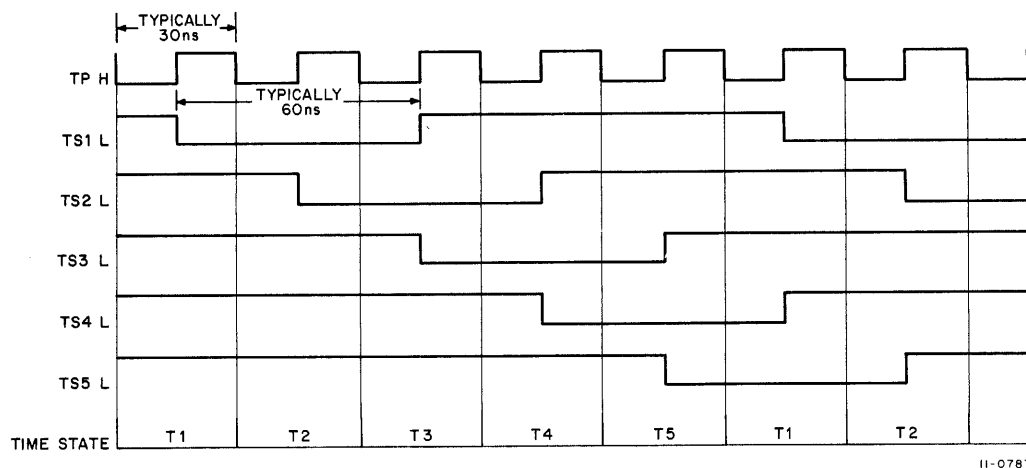 TYPICALLY
30ns
TP H
TYPICALLY
60ns
TS1 L
TS2 L
TS3 L
TS4 L
TS5 L
TIME STATE T1 T2 T3 T4 T5 T1 T2